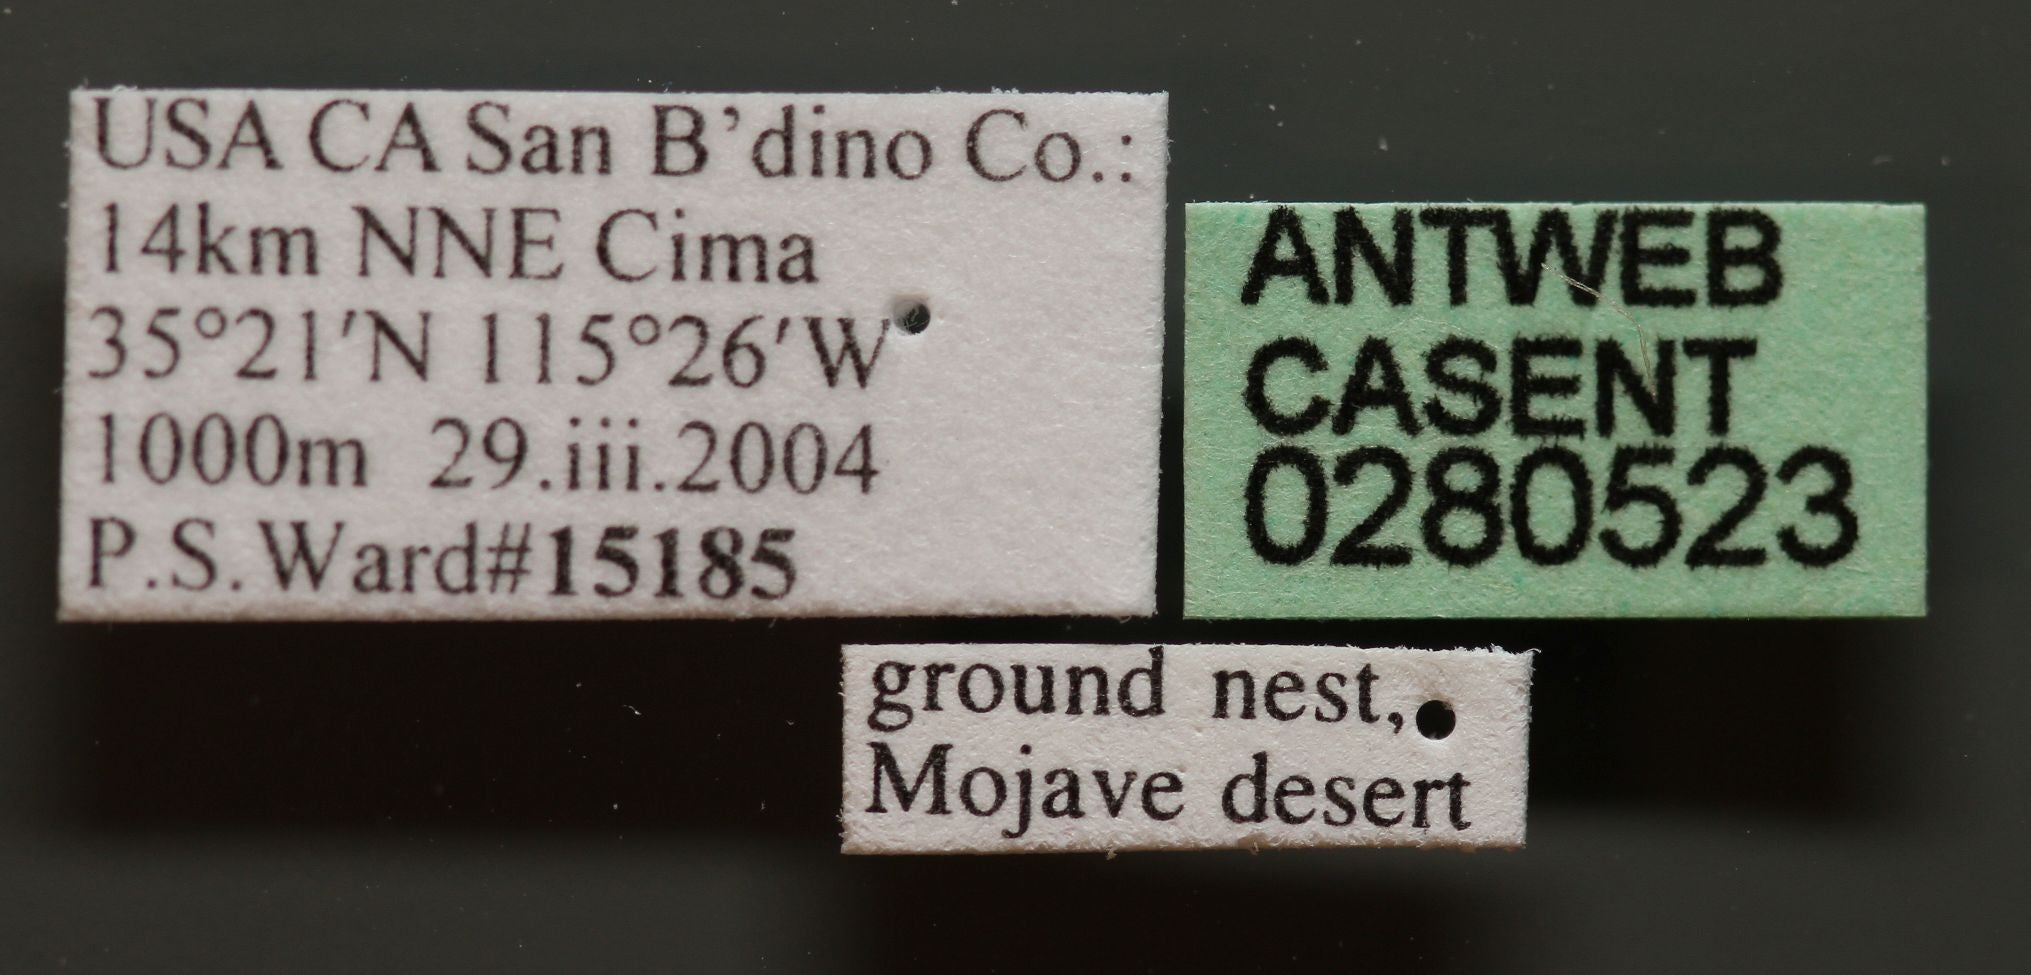 USA CA San B’dino Co.:
14km NNE Cima
35°21′N 115°26′W
1000m 29.iii.2004
P.S.Ward#15185
ANTWEB
CASENT
0280523
ground nest,
Mojave desert